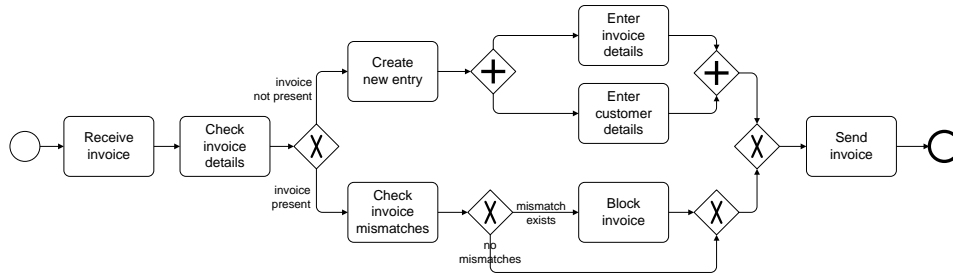 Receive
invoice
Check
invoice
details
invoice
not present
Create
new entry
Enter
invoice
details
Enter
customer
details
invoice
present
Check
invoice
mismatches
mismatch
exists
no
mismatches
Block
invoice
Send
invoice